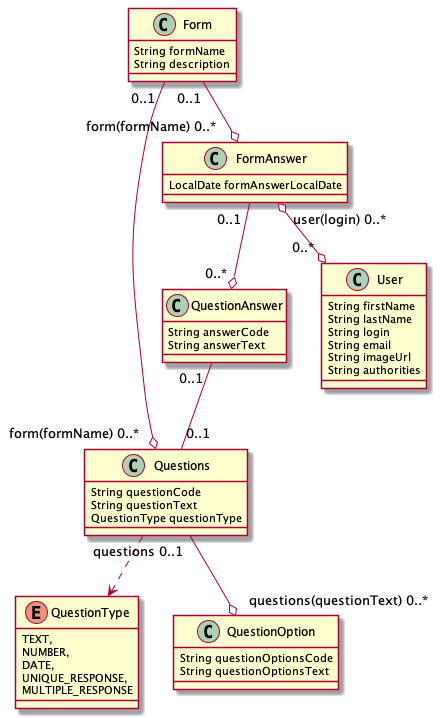 C Form
String formName
String description
0..1 0..1
form(formName) 0..*
C FormAnswer
LocalDate formAnswerLocalDate
0..1 user(login) 0..*
0..* 0..*
C User
String firstName
String lastName
String login
String email
String imageUrl
String authorities
C QuestionAnswer
String answerCode
String answerText
0..1
form(formName) 0..* 0..1
C Questions
String questionCode
String questionText
QuestionType questionType
questions 0..1
questions(questionText) 0..*
E QuestionType
TEXT,
NUMBER,
DATE,
UNIQUE_RESPONSE,
MULTIPLE_RESPONSE
C QuestionOption
String questionOptionsCode
String questionOptionsText